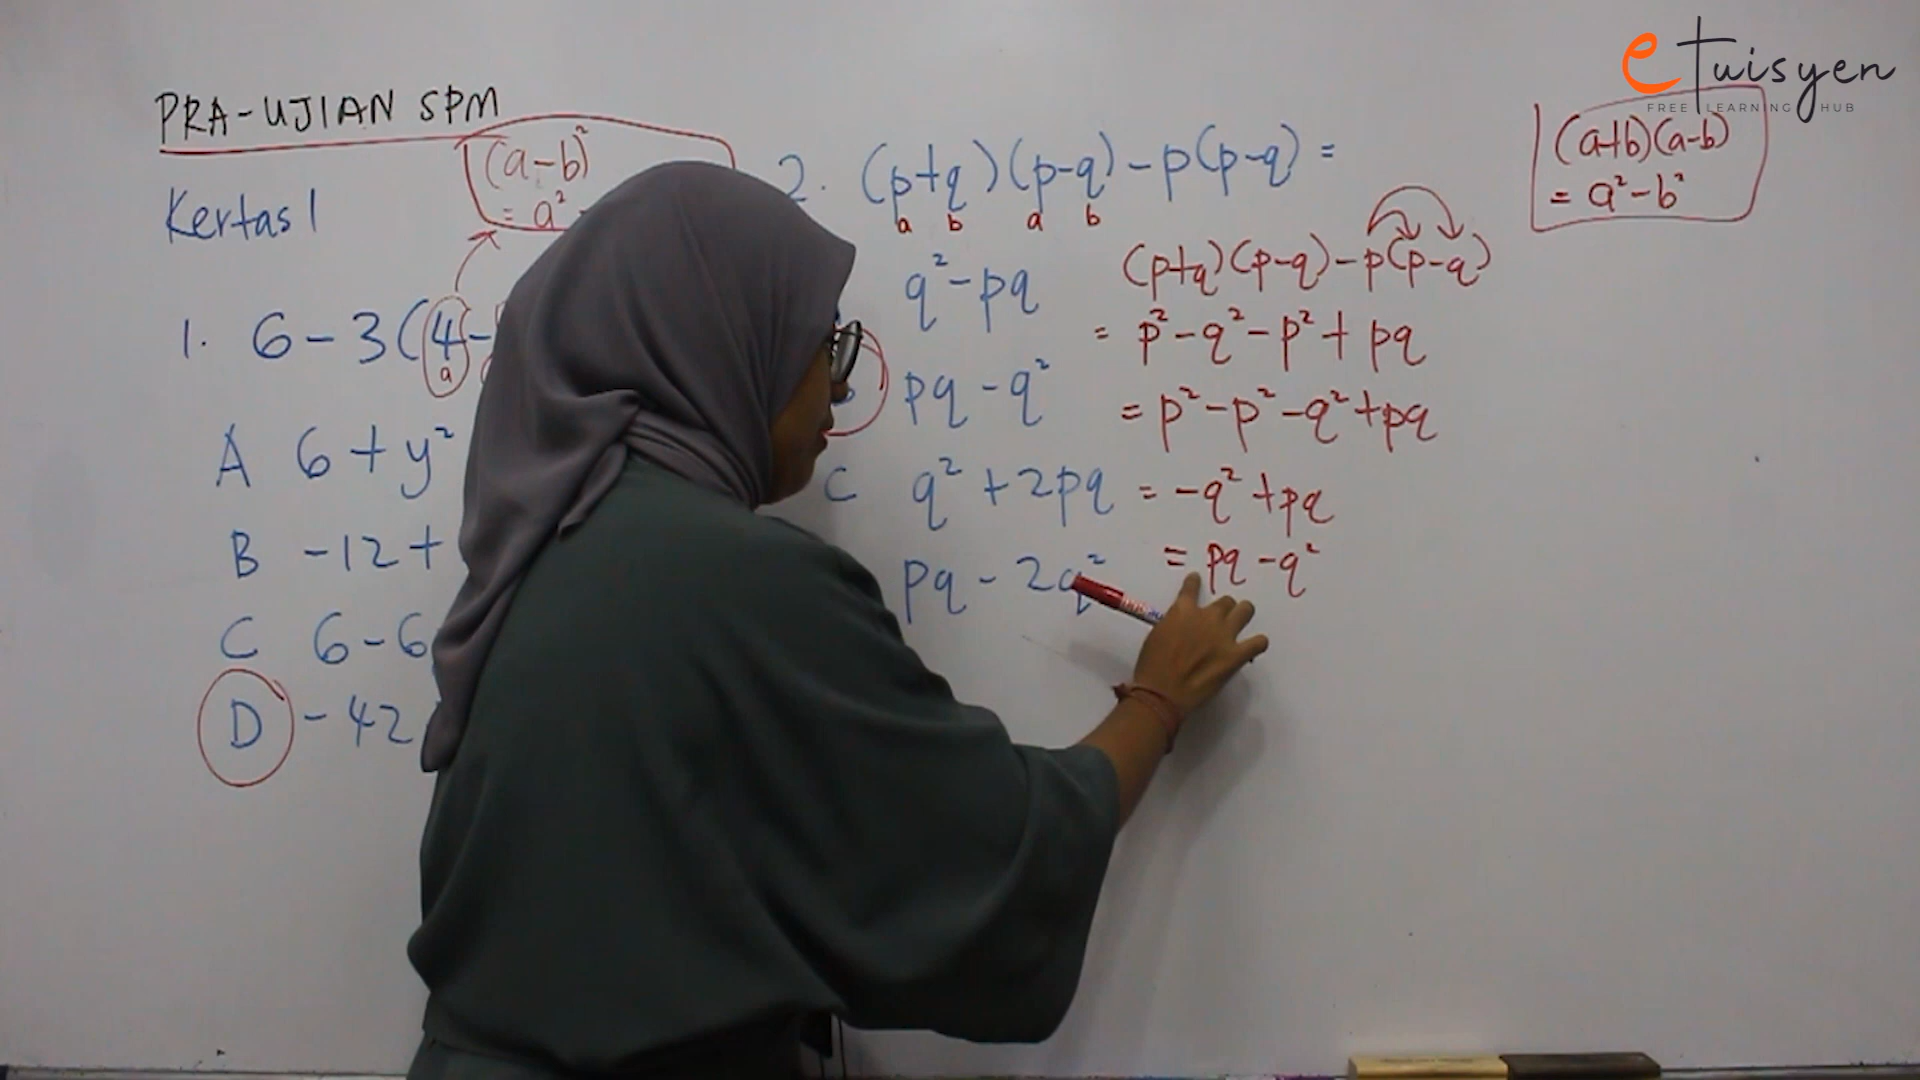 e Tuisyen
FREE LEARNING HUB
PRA-UJIAN SPM
Kertas 1
(a-b)²
= a²
1. 6 - 3(4 -
a
A 6 + y²
B -12 +
C 6 - 6
D -42
2. (p+q)(p-q) - p(p-q) =
a b a b
q² - pq
pq - q²
C q² + 2pq
pq - 2q²
(p+q)(p-q) - p(p-q)
= p² - q² - p² + pq
= p² - p² - q² + pq
= -q² + pq
= pq - q²
(a+b)(a-b)
= a² - b²